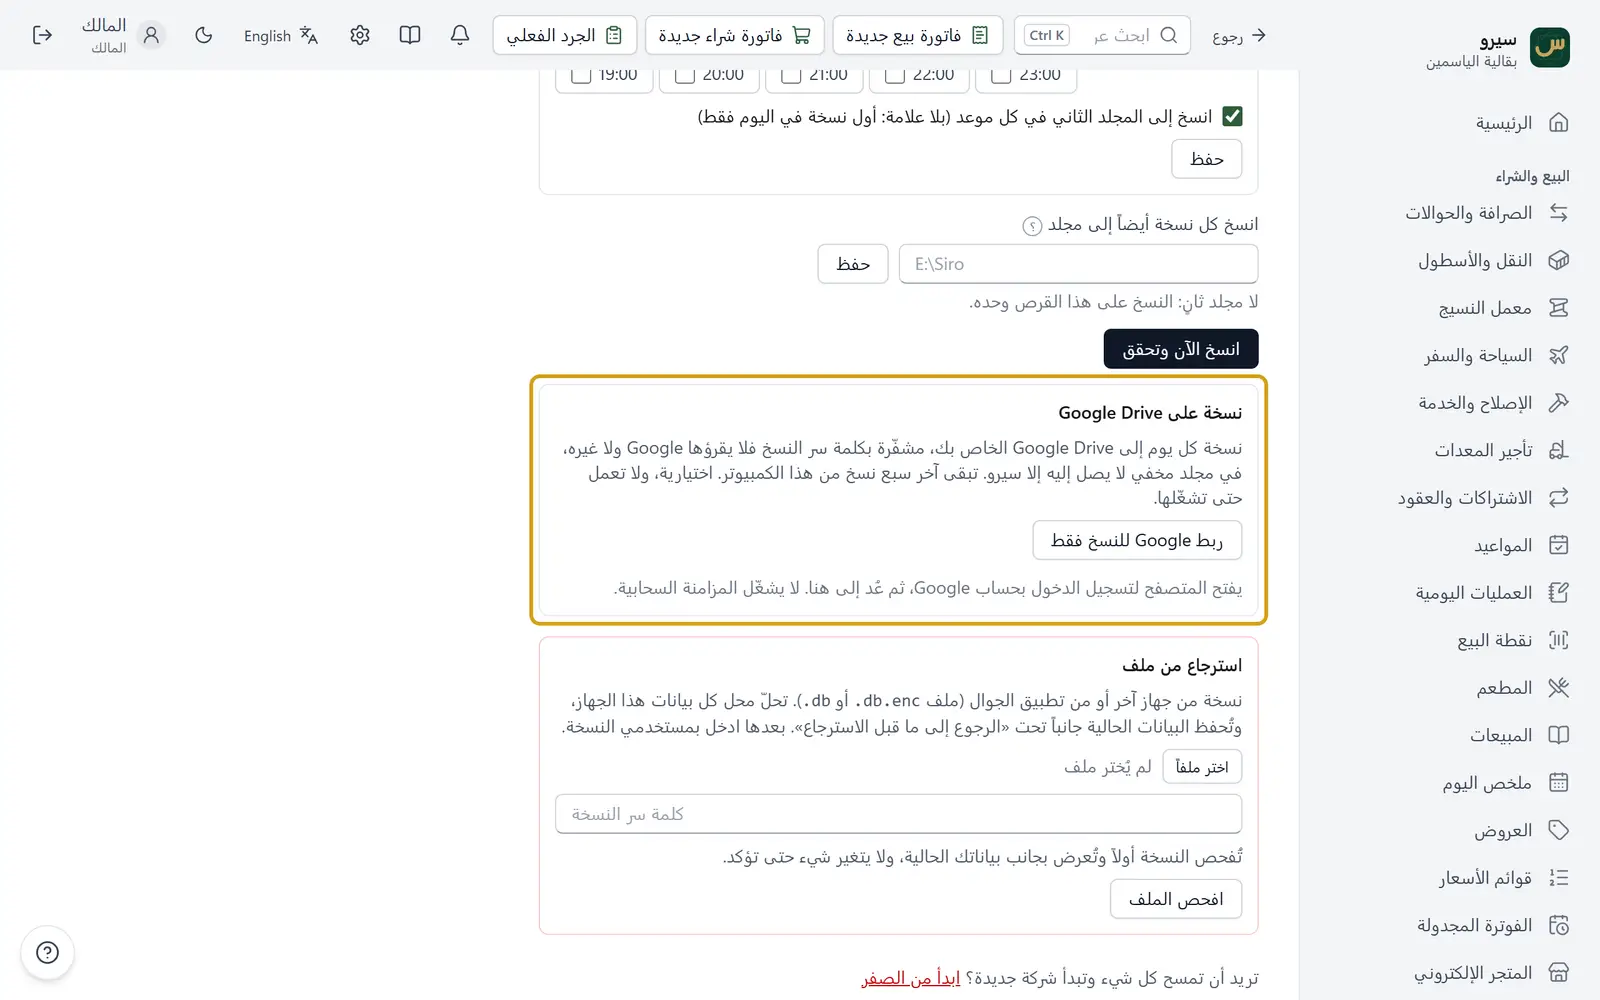 سيرو
بقالية الياسمين
رجوع
ابحث عر
Ctrl K
فاتورة بيع جديدة
فاتورة شراء جديدة
الجرد الفعلي
English
المالك
المالك
الرئيسية
البيع والشراء
الصرافة والحوالات
النقل والأسطول
معمل النسيج
السياحة والسفر
الإصلاح والخدمة
تأجير المعدات
الاشتراكات والعقود
المواعيد
العمليات اليومية
نقطة البيع
المطعم
المبيعات
ملخص اليوم
العروض
قوائم الأسعار
الفوترة المجدولة
المتجر الإلكتروني
19:00
20:00
21:00
22:00
23:00
انسخ إلى المجلد الثاني في كل موعد (بلا علامة: أول نسخة في اليوم فقط)
حفظ
انسخ كل نسخة أيضاً إلى مجلد ؟
E:\Siro
حفظ
لا مجلد ثانٍ: النسخ على هذا القرص وحده.
انسخ الآن وتحقق
نسخة على Google Drive
نسخة كل يوم إلى Google Drive الخاص بك، مشفّرة بكلمة سر النسخ فلا يقرؤها Google ولا غيره،
في مجلد مخفي لا يصل إليه إلا سيرو. تبقى آخر سبع نسخ من هذا الكمبيوتر. اختيارية، ولا تعمل
حتى تشغّلها.
ربط Google للنسخ فقط
يفتح المتصفح لتسجيل الدخول بحساب Google، ثم عُد إلى هنا. لا يشغّل المزامنة السحابية.
استرجاع من ملف
نسخة من جهاز آخر أو من تطبيق الجوال (ملف .db.enc أو .db). تحلّ محل كل بيانات هذا الجهاز،
وتُحفظ البيانات الحالية جانباً تحت «الرجوع إلى ما قبل الاسترجاع». بعدها ادخل بمستخدمي النسخة.
اختر ملفاً
لم يُختر ملف
كلمة سر النسخة
تُفحص النسخة أولاً وتُعرض بجانب بياناتك الحالية، ولا يتغير شيء حتى تؤكد.
افحص الملف
تريد أن تمسح كل شيء وتبدأ شركة جديدة؟ ابدأ من الصفر